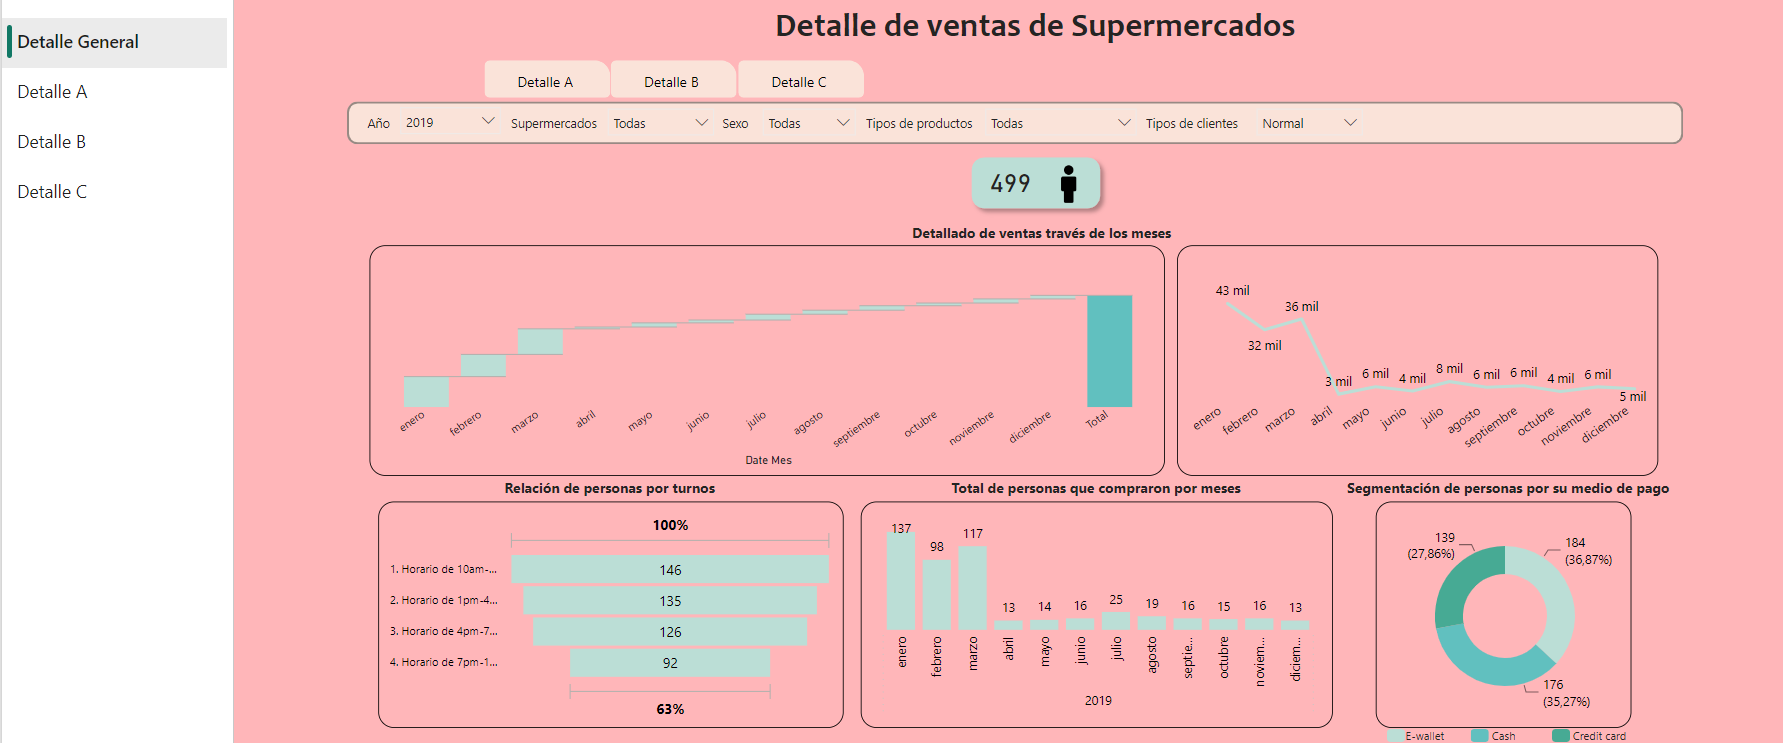 Detalle General
Detalle A
Detalle B
Detalle C
Detalle de ventas de Supermercados
Detalle A Detalle B Detalle C
Año 2019 Supermercados Todas Sexo Todas Tipos de productos Todas Tipos de clientes Normal
499
Detallado de ventas través de los meses
enero febrero marzo abril mayo junio julio agosto septiembre octubre noviembre diciembre Total
Date Mes
43 mil 32 mil 36 mil 3 mil 6 mil 4 mil 8 mil 6 mil 6 mil 4 mil 6 mil 5 mil
enero febrero marzo abril mayo junio julio agosto septiembre octubre noviembre diciembre
Relación de personas por turnos
100%
1. Horario de 10am-... 146
2. Horario de 1pm-4... 135
3. Horario de 4pm-7... 126
4. Horario de 7pm-1... 92
63%
Total de personas que compraron por meses
137 98 117 13 14 16 25 19 16 15 16 13
enero febrero marzo abril mayo junio julio agosto septie... octubre noviem... diciem...
2019
Segmentación de personas por su medio de pago
139
(27,86%)
184
(36,87%)
176
(35,27%)
E-wallet Cash Credit card